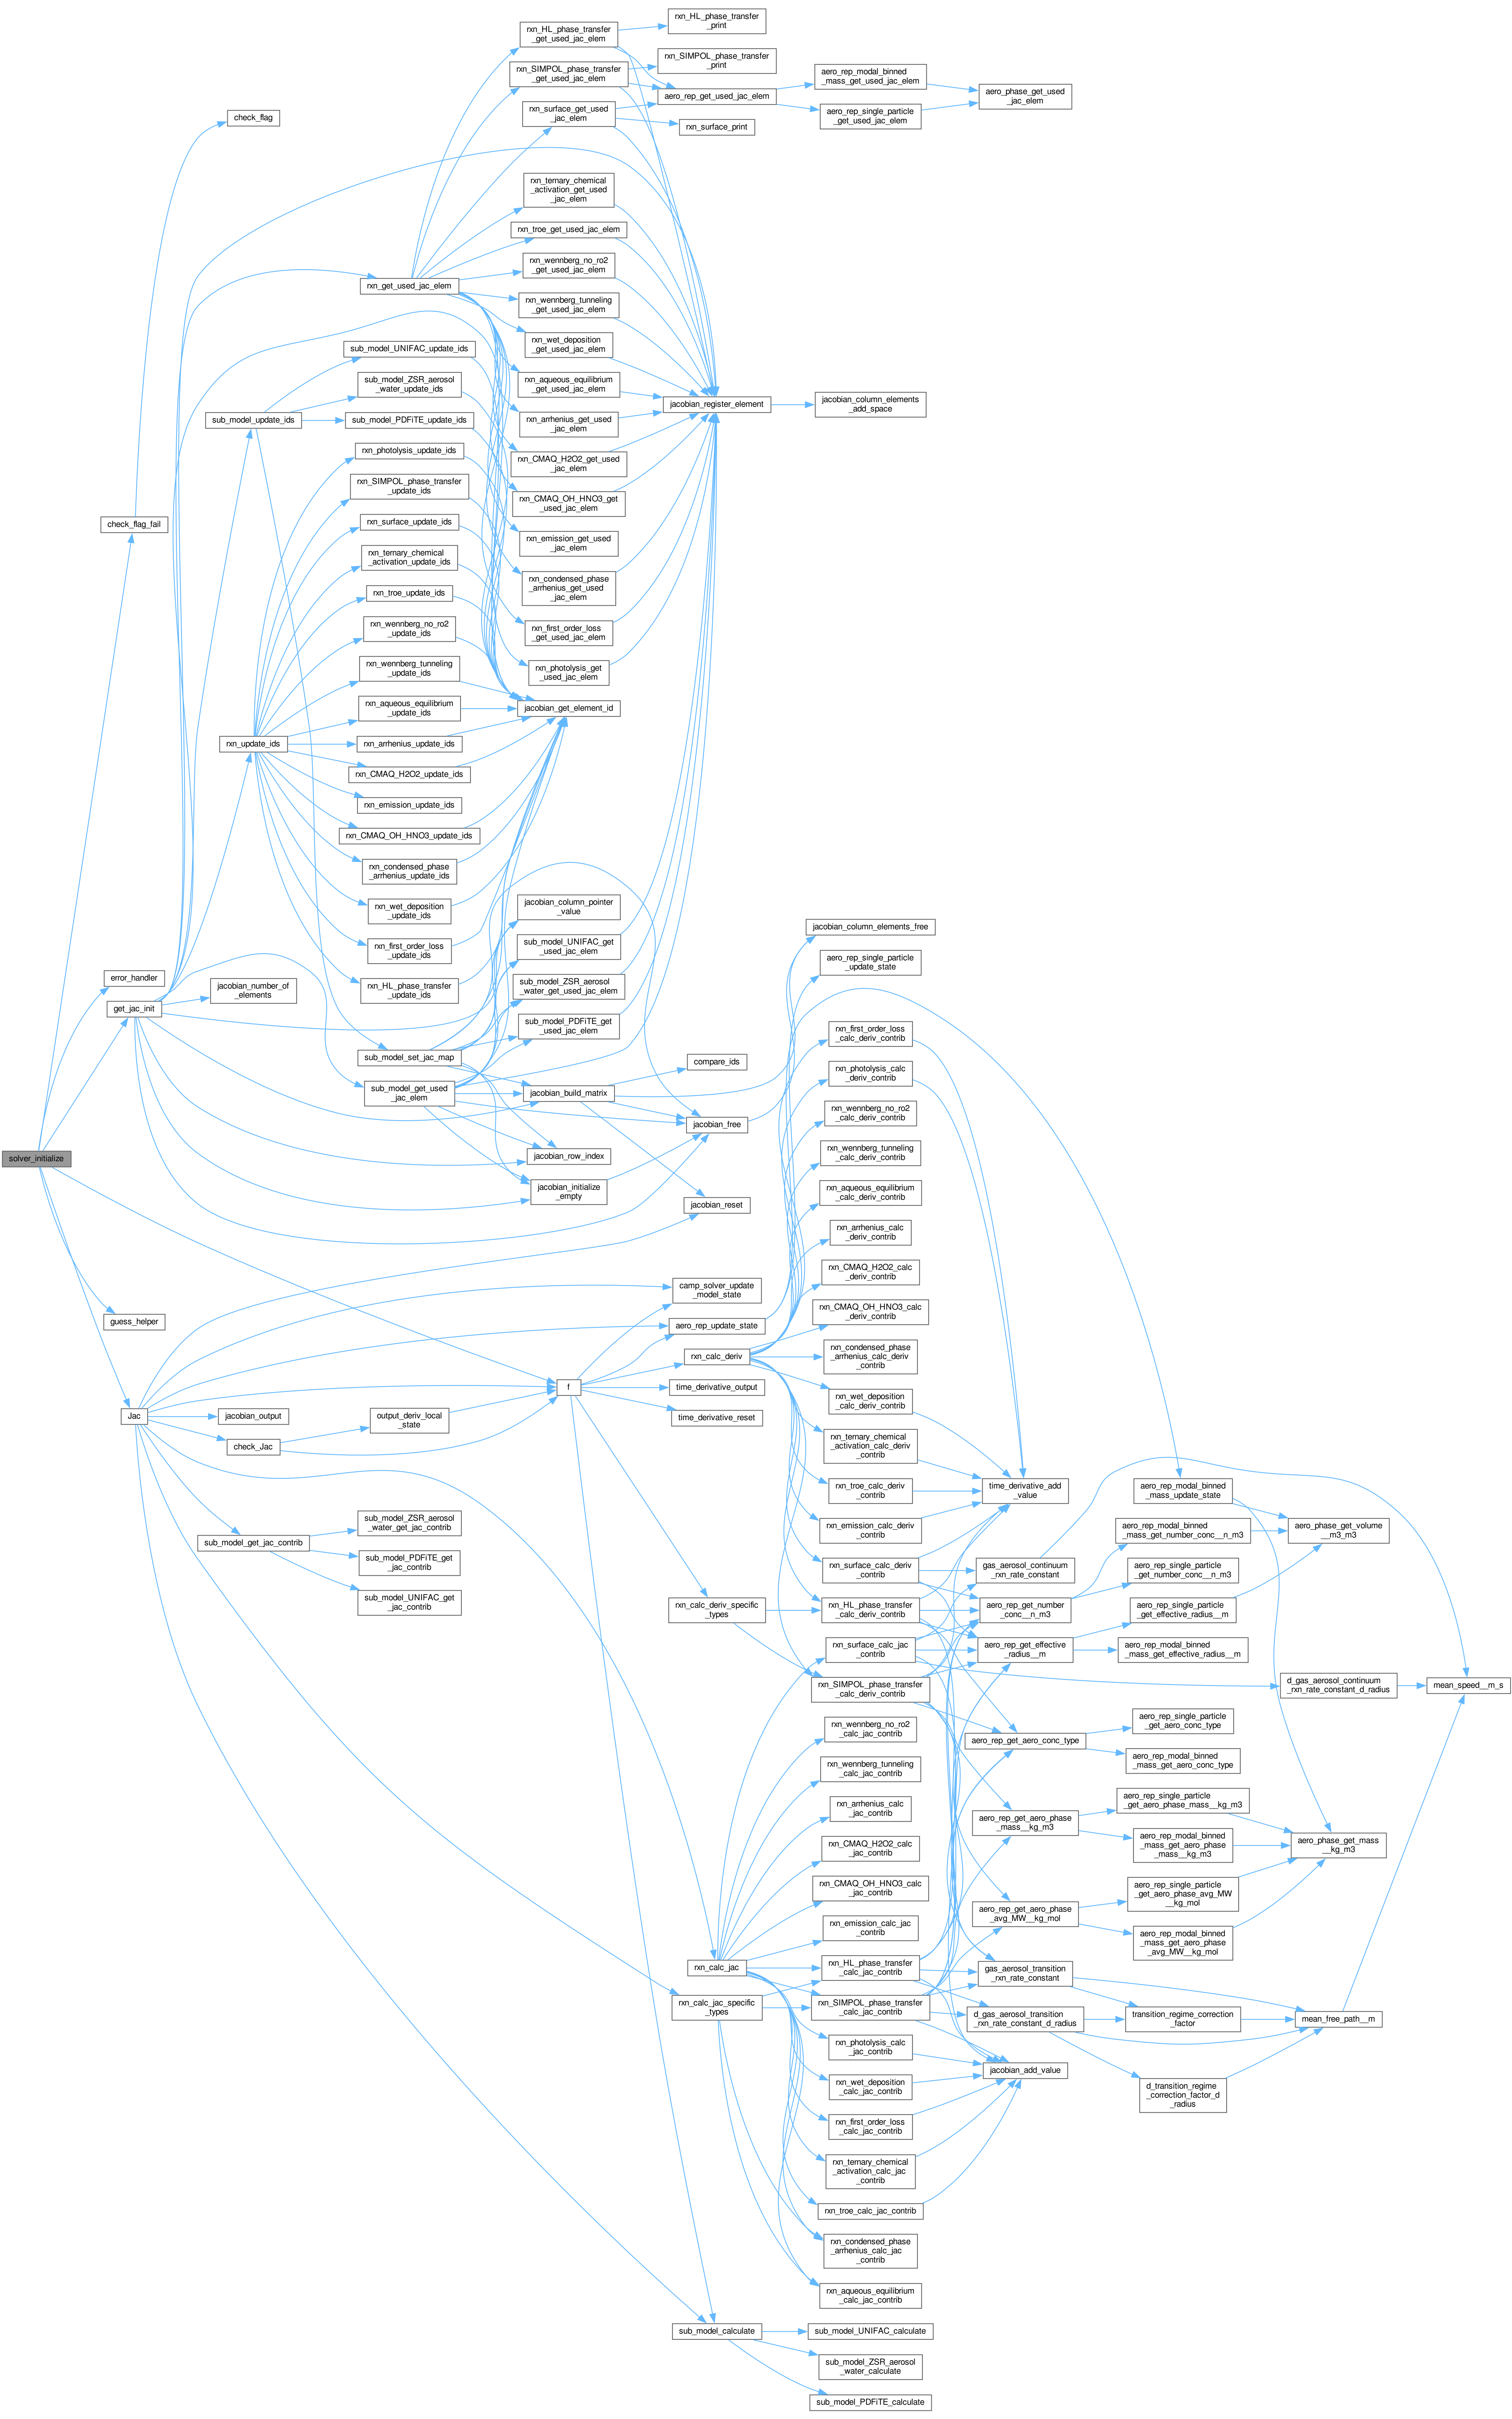 rxn_HL_phase_transfer
_print
rxn_HL_phase_transfer
_get_used_jac_elem
rxn_SIMPOL_phase_transfer
_print
rxn_SIMPOL_phase_transfer
_get_used_jac_elem
aero_rep_modal_binned
_mass_get_used_jac_elem
aero_phase_get_used
_jac_elem
aero_rep_get_used_jac_elem
rxn_surface_get_used
_jac_elem
aero_rep_single_particle
_get_used_jac_elem
check_flag
rxn_surface_print
rxn_ternary_chemical
_activation_get_used
_jac_elem
rxn_troe_get_used_jac_elem
rxn_wennberg_no_ro2
_get_used_jac_elem
rxn_get_used_jac_elem
rxn_wennberg_tunneling
_get_used_jac_elem
rxn_wet_deposition
_get_used_jac_elem
sub_model_UNIFAC_update_ids
sub_model_ZSR_aerosol
_water_update_ids
rxn_aqueous_equilibrium
_get_used_jac_elem
jacobian_register_element
jacobian_column_elements
_add_space
sub_model_update_ids
sub_model_PDFiTE_update_ids
rxn_arrhenius_get_used
_jac_elem
rxn_photolysis_update_ids
rxn_CMAQ_H2O2_get_used
_jac_elem
rxn_SIMPOL_phase_transfer
_update_ids
rxn_CMAQ_OH_HNO3_get
_used_jac_elem
check_flag_fail
rxn_surface_update_ids
rxn_emission_get_used
_jac_elem
rxn_ternary_chemical
_activation_update_ids
rxn_condensed_phase
_arrhenius_get_used
_jac_elem
rxn_troe_update_ids
rxn_wennberg_no_ro2
_update_ids
rxn_first_order_loss
_get_used_jac_elem
rxn_wennberg_tunneling
_update_ids
rxn_photolysis_get
_used_jac_elem
rxn_aqueous_equilibrium
_update_ids
jacobian_get_element_id
rxn_update_ids
rxn_arrhenius_update_ids
rxn_CMAQ_H2O2_update_ids
rxn_emission_update_ids
rxn_CMAQ_OH_HNO3_update_ids
rxn_condensed_phase
_arrhenius_update_ids
rxn_wet_deposition
_update_ids
jacobian_column_pointer
_value
rxn_first_order_loss
_update_ids
sub_model_UNIFAC_get
_used_jac_elem
jacobian_column_elements_free
rxn_HL_phase_transfer
_update_ids
sub_model_ZSR_aerosol
_water_get_used_jac_elem
aero_rep_single_particle
_update_state
error_handler
jacobian_number_of
_elements
get_jac_init
sub_model_PDFiTE_get
_used_jac_elem
rxn_first_order_loss
_calc_deriv_contrib
sub_model_set_jac_map
compare_ids
rxn_photolysis_calc
_deriv_contrib
sub_model_get_used
_jac_elem
jacobian_build_matrix
rxn_wennberg_no_ro2
_calc_deriv_contrib
jacobian_free
rxn_wennberg_tunneling
_calc_deriv_contrib
solver_initialize
jacobian_row_index
jacobian_initialize
_empty
rxn_aqueous_equilibrium
_calc_deriv_contrib
jacobian_reset
rxn_arrhenius_calc
_deriv_contrib
rxn_CMAQ_H2O2_calc
_deriv_contrib
camp_solver_update
_model_state
rxn_CMAQ_OH_HNO3_calc
_deriv_contrib
guess_helper
aero_rep_update_state
rxn_calc_deriv
rxn_condensed_phase
_arrhenius_calc_deriv
_contrib
f
time_derivative_output
rxn_wet_deposition
_calc_deriv_contrib
Jac
jacobian_output
output_deriv_local
_state
time_derivative_reset
check_Jac
rxn_ternary_chemical
_activation_calc_deriv
_contrib
rxn_troe_calc_deriv
_contrib
time_derivative_add
_value
aero_rep_modal_binned
_mass_update_state
sub_model_ZSR_aerosol
_water_get_jac_contrib
rxn_emission_calc_deriv
_contrib
aero_rep_modal_binned
_mass_get_number_conc__n_m3
aero_phase_get_volume
__m3_m3
sub_model_get_jac_contrib
sub_model_PDFiTE_get
_jac_contrib
rxn_surface_calc_deriv
_contrib
gas_aerosol_continuum
_rxn_rate_constant
aero_rep_single_particle
_get_number_conc__n_m3
sub_model_UNIFAC_get
_jac_contrib
rxn_calc_deriv_specific
_types
rxn_HL_phase_transfer
_calc_deriv_contrib
aero_rep_get_number
_conc__n_m3
aero_rep_single_particle
_get_effective_radius__m
rxn_surface_calc_jac
_contrib
aero_rep_get_effective
_radius__m
aero_rep_modal_binned
_mass_get_effective_radius__m
rxn_SIMPOL_phase_transfer
_calc_deriv_contrib
d_gas_aerosol_continuum
_rxn_rate_constant_d_radius
mean_speed__m_s
rxn_wennberg_no_ro2
_calc_jac_contrib
aero_rep_get_aero_conc_type
aero_rep_single_particle
_get_aero_conc_type
rxn_wennberg_tunneling
_calc_jac_contrib
aero_rep_modal_binned
_mass_get_aero_conc_type
rxn_arrhenius_calc
_jac_contrib
aero_rep_get_aero_phase
_mass__kg_m3
aero_rep_single_particle
_get_aero_phase_mass__kg_m3
rxn_CMAQ_H2O2_calc
_jac_contrib
aero_rep_modal_binned
_mass_get_aero_phase
_mass__kg_m3
aero_phase_get_mass
__kg_m3
rxn_CMAQ_OH_HNO3_calc
_jac_contrib
aero_rep_single_particle
_get_aero_phase_avg_MW
__kg_mol
rxn_emission_calc_jac
_contrib
aero_rep_get_aero_phase
_avg_MW__kg_mol
aero_rep_modal_binned
_mass_get_aero_phase
_avg_MW__kg_mol
rxn_calc_jac
rxn_HL_phase_transfer
_calc_jac_contrib
gas_aerosol_transition
_rxn_rate_constant
rxn_calc_jac_specific
_types
rxn_SIMPOL_phase_transfer
_calc_jac_contrib
d_gas_aerosol_transition
_rxn_rate_constant_d_radius
transition_regime_correction
_factor
mean_free_path__m
rxn_photolysis_calc
_jac_contrib
jacobian_add_value
rxn_wet_deposition
_calc_jac_contrib
d_transition_regime
_correction_factor_d
_radius
rxn_first_order_loss
_calc_jac_contrib
rxn_ternary_chemical
_activation_calc_jac
_contrib
rxn_troe_calc_jac_contrib
rxn_condensed_phase
_arrhenius_calc_jac
_contrib
rxn_aqueous_equilibrium
_calc_jac_contrib
sub_model_calculate
sub_model_UNIFAC_calculate
sub_model_ZSR_aerosol
_water_calculate
sub_model_PDFiTE_calculate